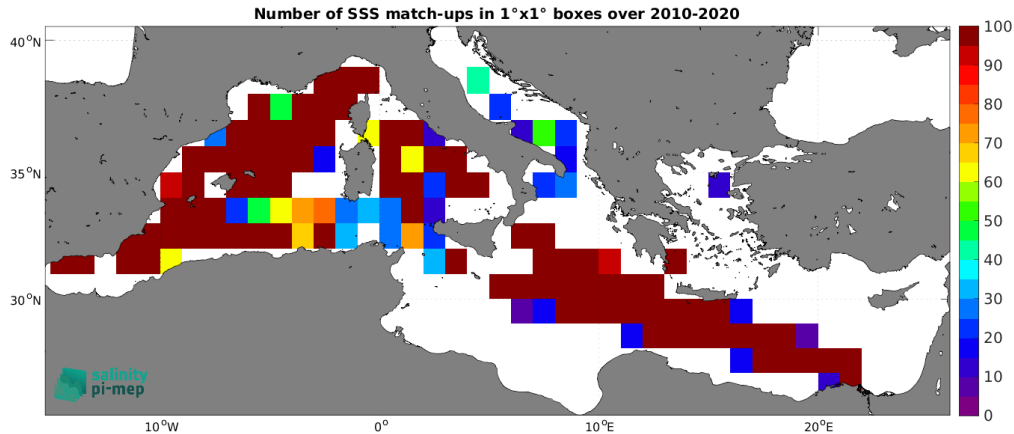 Number of SSS match-ups in 1°x1° boxes over 2010-2020
40°N
35°N
30°N
10°W
0°
10°E
20°E
100
90
80
70
60
50
40
30
20
10
0
salinity
pi-mep